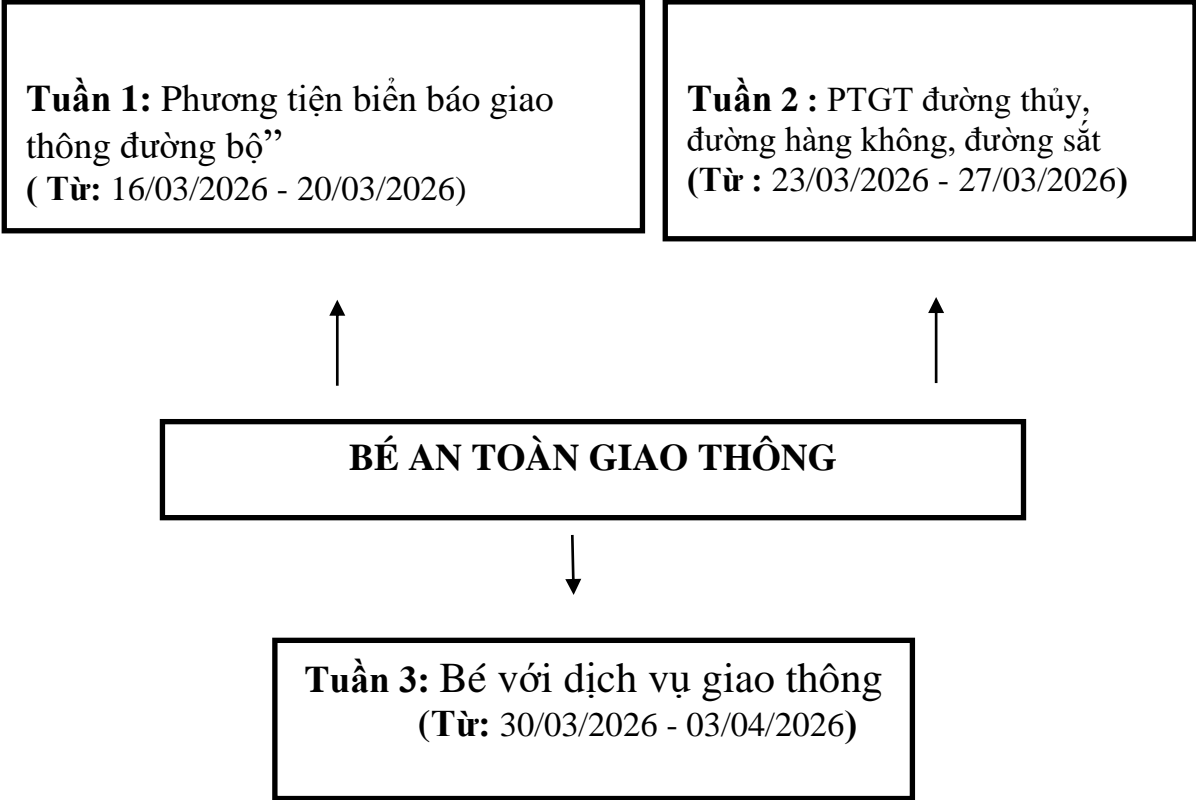 Tuần 1: Phương tiện biển báo giao
thông đường bộ”
( Từ: 16/03/2026 - 20/03/2026)
Tuần 2 : PTGT đường thủy,
đường hàng không, đường sắt
(Từ : 23/03/2026 - 27/03/2026)
BÉ AN TOÀN GIAO THÔNG
Tuần 3: Bé với dịch vụ giao thông
(Từ: 30/03/2026 - 03/04/2026)